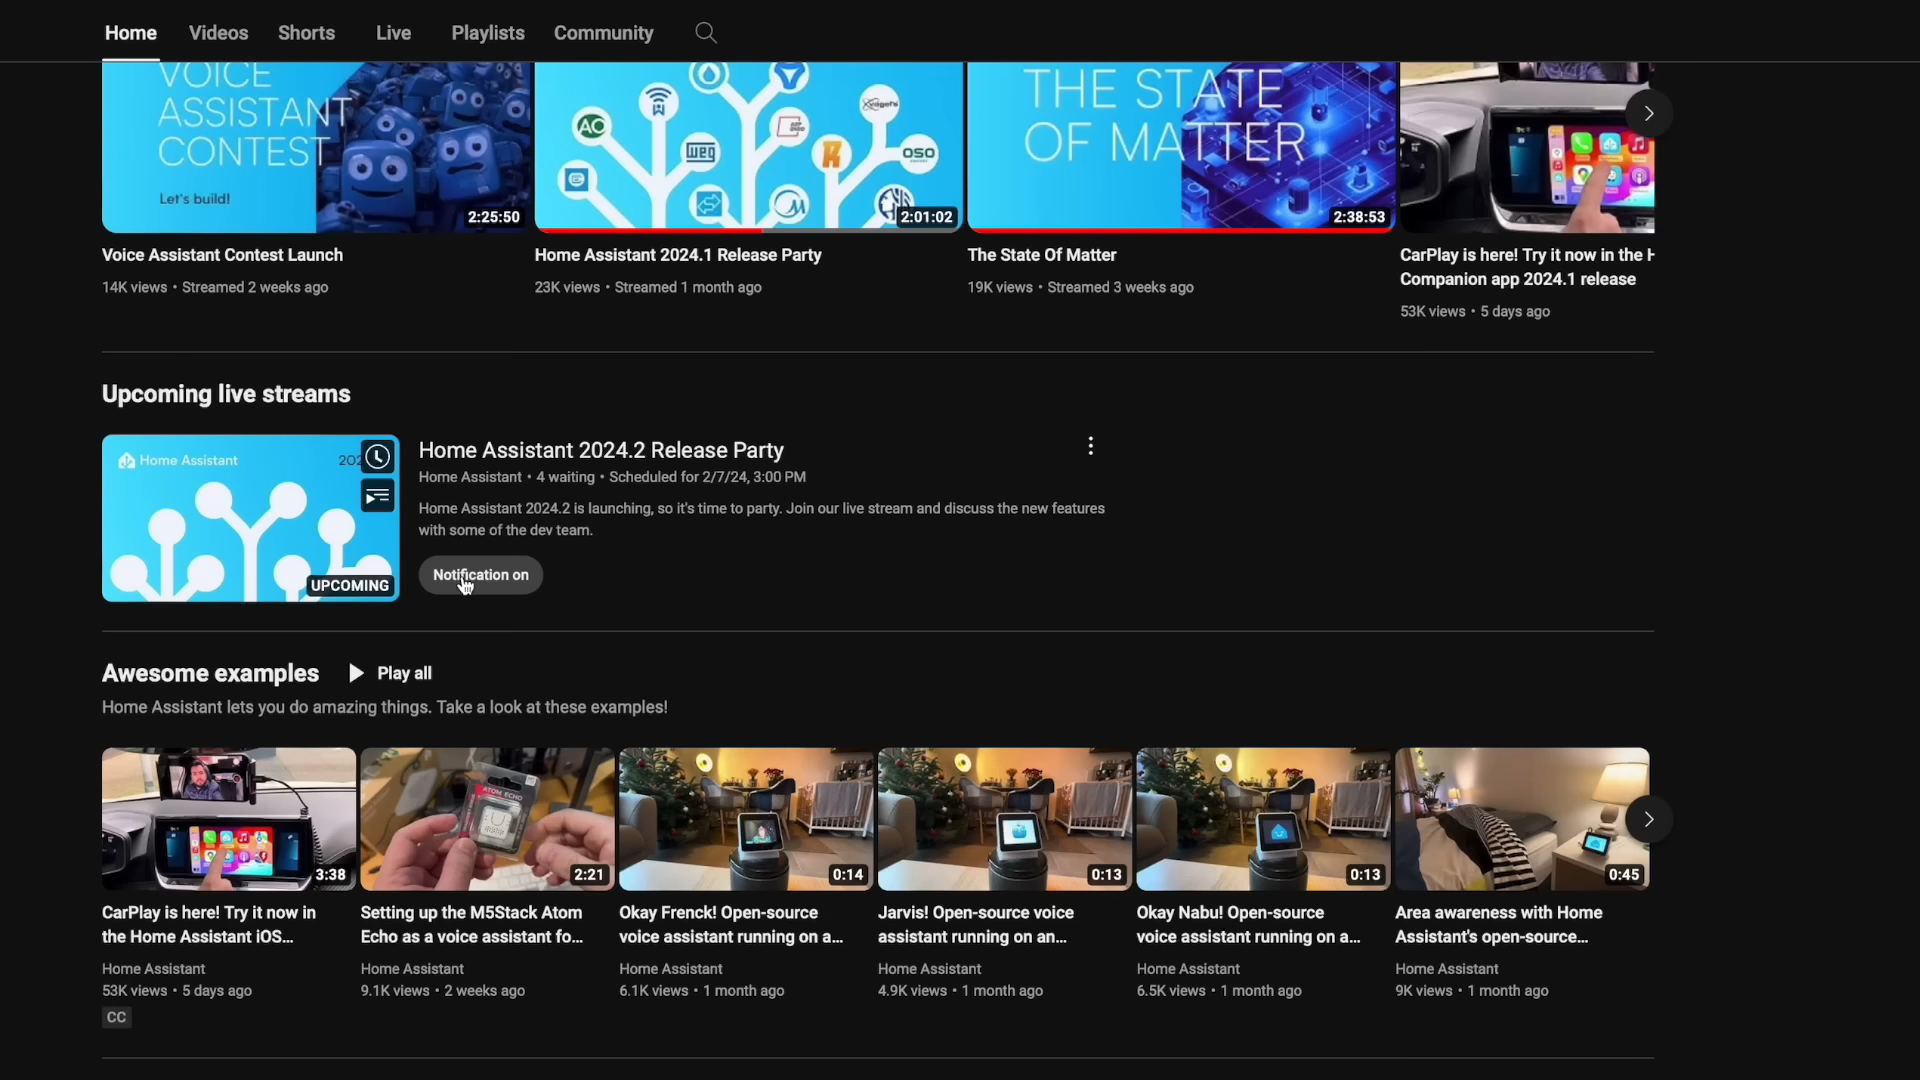 Home Videos Shorts Live Playlists Community
VOICE
ASSISTANT
CONTEST
Let's build!
2:25:50
AO
weg
OSO
2:01:02
THE STATE
OF MATTER
2:38:53
Voice Assistant Contest Launch
14K views • Streamed 2 weeks ago
Home Assistant 2024.1 Release Party
23K views • Streamed 1 month ago
The State Of Matter
19K views • Streamed 3 weeks ago
CarPlay is here! Try it now in the H
Companion app 2024.1 release
53K views • 5 days ago
Upcoming live streams
Home Assistant
202
UPCOMING
Home Assistant 2024.2 Release Party
Home Assistant • 4 waiting • Scheduled for 2/7/24, 3:00 PM
Home Assistant 2024.2 is launching, so it's time to party. Join our live stream and discuss the new features
with some of the dev team.
Notification on
Awesome examples Play all
Home Assistant lets you do amazing things. Take a look at these examples!
3:38
ATOM ECHO
2:21
0:14
0:13
0:13
0:45
CarPlay is here! Try it now in
the Home Assistant iOS...
Home Assistant
53K views • 5 days ago
CC
Setting up the M5Stack Atom
Echo as a voice assistant fo...
Home Assistant
9.1K views • 2 weeks ago
Okay Frenck! Open-source
voice assistant running on a...
Home Assistant
6.1K views • 1 month ago
Jarvis! Open-source voice
assistant running on an...
Home Assistant
4.9K views • 1 month ago
Okay Nabu! Open-source
voice assistant running on a...
Home Assistant
6.5K views • 1 month ago
Area awareness with Home
Assistant's open-source...
Home Assistant
9K views • 1 month ago